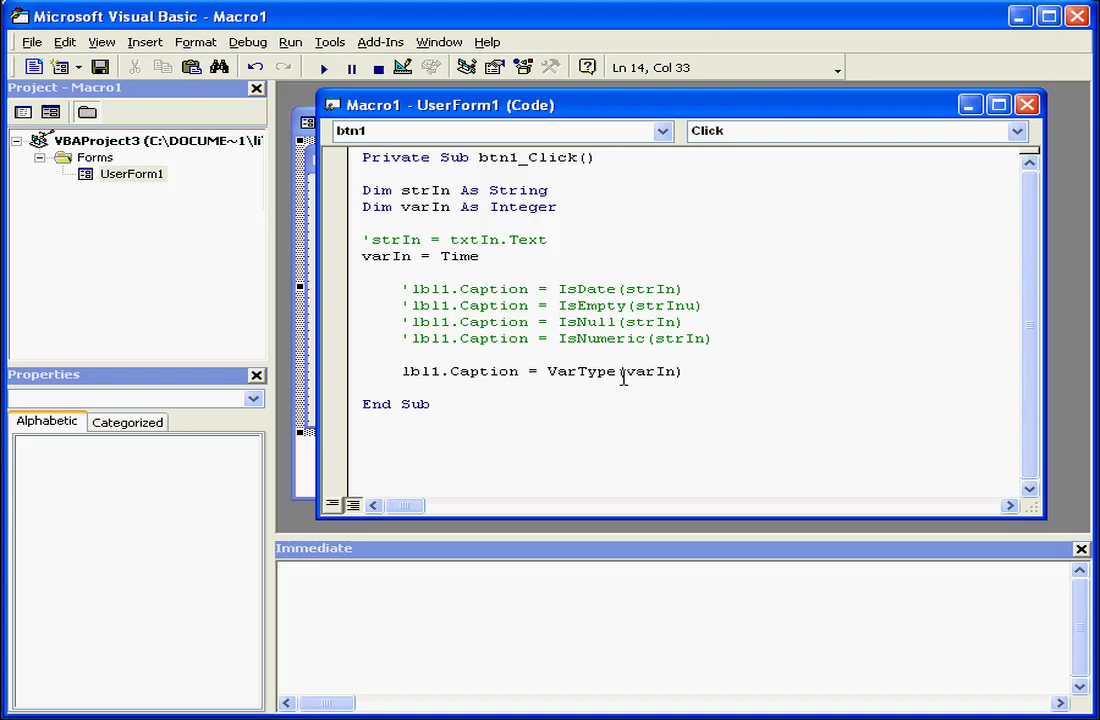 Microsoft Visual Basic - Macro1
File Edit View Insert Format Debug Run Tools Add-Ins Window Help
Ln 14, Col 33
Project - Macro1
VBAProject3 (C:\DOCUME~1\li
Forms
UserForm1
Properties
Alphabetic Categorized
Macro1 - UserForm1 (Code)
btn1 Click
Private Sub btn1_Click()
Dim strIn As String
Dim varIn As Integer
'strIn = txtIn.Text
varIn = Time
'lbl1.Caption = IsDate(strIn)
'lbl1.Caption = IsEmpty(strInu)
'lbl1.Caption = IsNull(strIn)
'lbl1.Caption = IsNumeric(strIn)
lbl1.Caption = VarType(varIn)
End Sub
Immediate